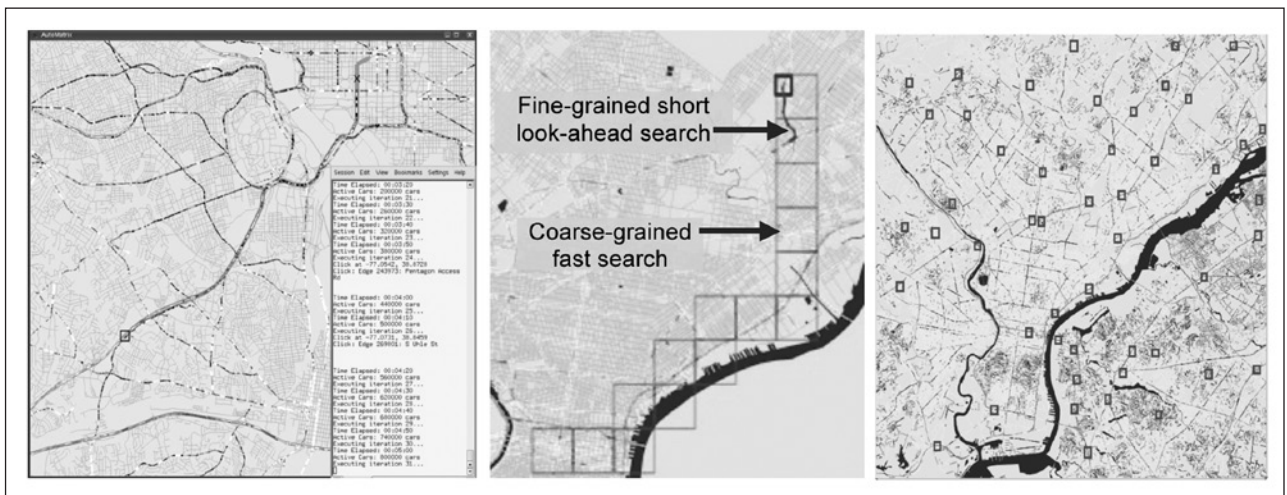 AutoMatrix
Session Edit View Bookmarks Settings Help
Time Elapsed: 00:03:20
Active Cars: 200000 cars
Executing iteration 21...
Time Elapsed: 00:03:30
Active Cars: 260000 cars
Executing iteration 22...
Time Elapsed: 00:03:40
Active Cars: 320000 cars
Executing iteration 23...
Time Elapsed: 00:03:50
Active Cars: 380000 cars
Executing iteration 24...
Click at -77.0542, 38.8729
Click: Edge 243973: Pentagon Access
Rd
Time Elapsed: 00:04:00
Active Cars: 440000 cars
Executing iteration 25...
Time Elapsed: 00:04:10
Active Cars: 500000 cars
Executing iteration 26...
Click at -77.0731, 38.8459
Click: Edge 269801: S Uhle St
Time Elapsed: 00:04:20
Active Cars: 560000 cars
Executing iteration 27...
Time Elapsed: 00:04:30
Active Cars: 620000 cars
Executing iteration 28...
Time Elapsed: 00:04:40
Active Cars: 680000 cars
Executing iteration 29...
Time Elapsed: 00:04:50
Active Cars: 740000 cars
Executing iteration 30...
Time Elapsed: 00:05:00
Active Cars: 800000 cars
Executing iteration 31...
Fine-grained short
look-ahead search
Coarse-grained
fast search